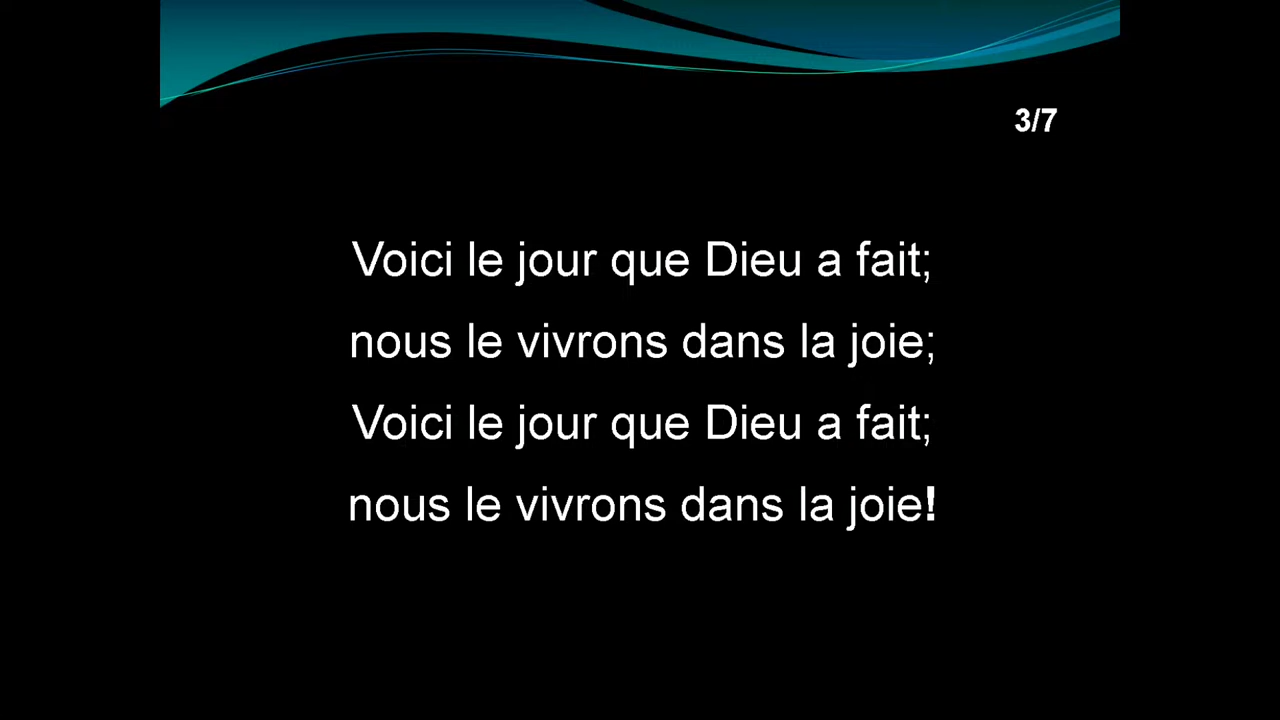 3/7
Voici le jour que Dieu a fait;
nous le vivrons dans la joie;
Voici le jour que Dieu a fait;
nous le vivrons dans la joie!